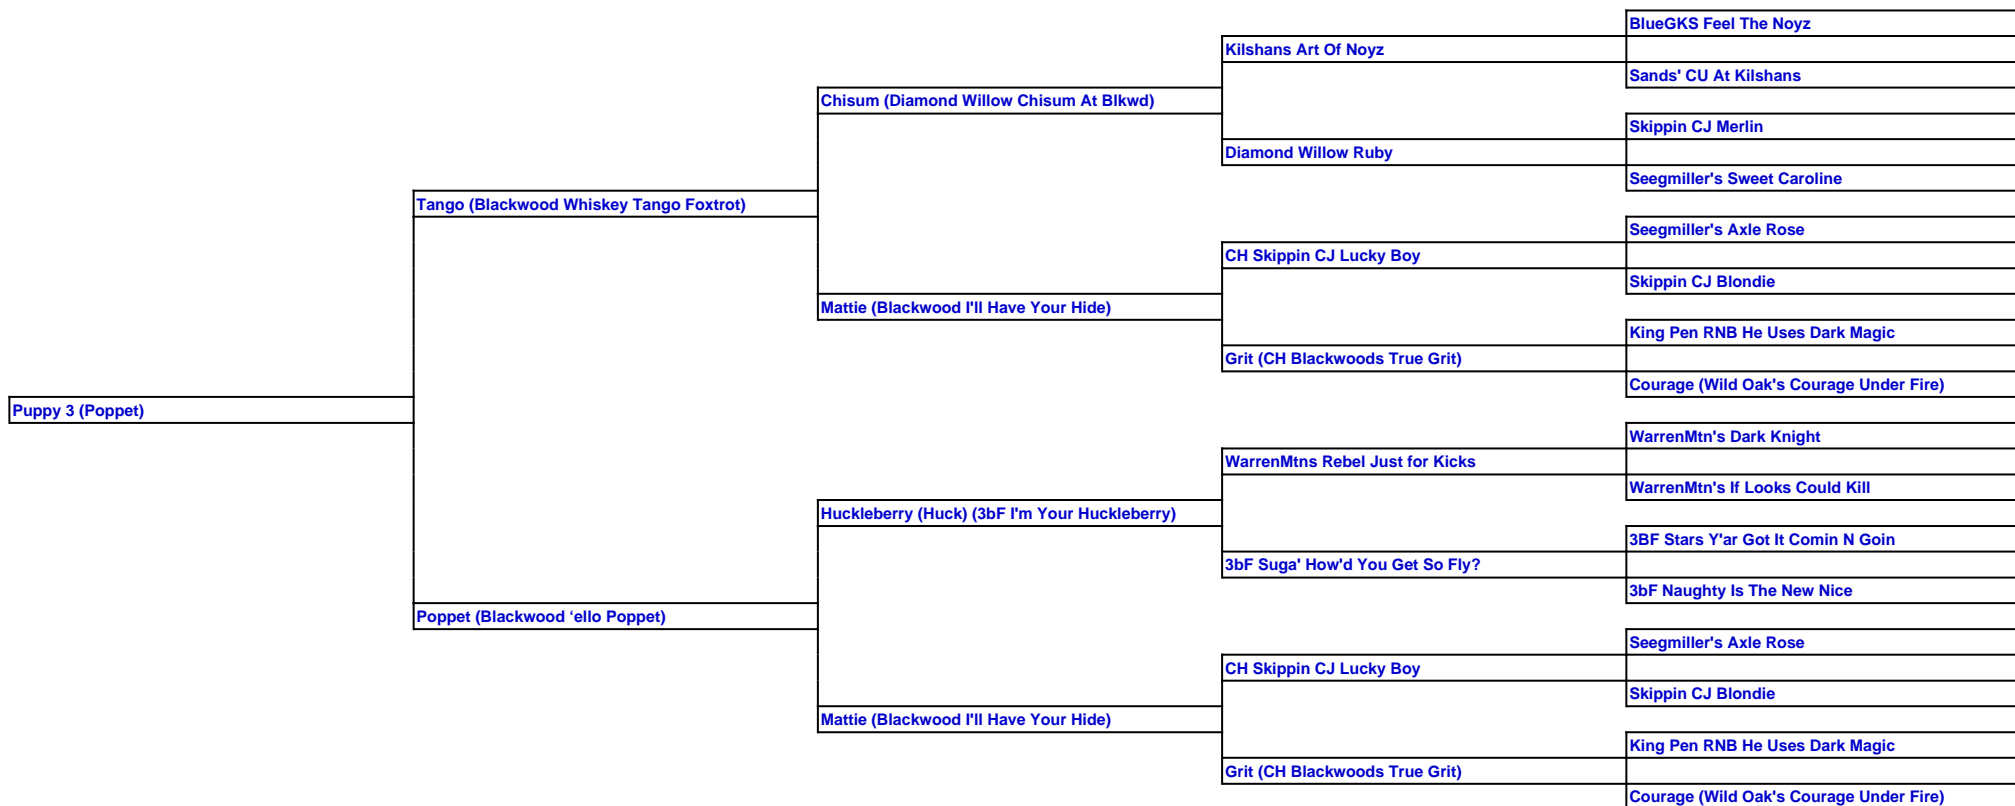 BlueGKS Feel The Noyz
Kilshans Art Of Noyz
Sands' CU At Kilshans
Chisum (Diamond Willow Chisum At Blkwd)
Skippin CJ Merlin
Diamond Willow Ruby
Seegmiller's Sweet Caroline
Tango (Blackwood Whiskey Tango Foxtrot)
Seegmiller's Axle Rose
CH Skippin CJ Lucky Boy
Skippin CJ Blondie
Mattie (Blackwood I'll Have Your Hide)
King Pen RNB He Uses Dark Magic
Grit (CH Blackwoods True Grit)
Courage (Wild Oak's Courage Under Fire)
Puppy 3 (Poppet)
WarrenMtn's Dark Knight
WarrenMtns Rebel Just for Kicks
WarrenMtn's If Looks Could Kill
Huckleberry (Huck) (3bF I'm Your Huckleberry)
3BF Stars Y'ar Got It Comin N Goin
3bF Suga' How'd You Get So Fly?
3bF Naughty Is The New Nice
Poppet (Blackwood ‘ello Poppet)
Seegmiller's Axle Rose
CH Skippin CJ Lucky Boy
Skippin CJ Blondie
Mattie (Blackwood I'll Have Your Hide)
King Pen RNB He Uses Dark Magic
Grit (CH Blackwoods True Grit)
Courage (Wild Oak's Courage Under Fire)